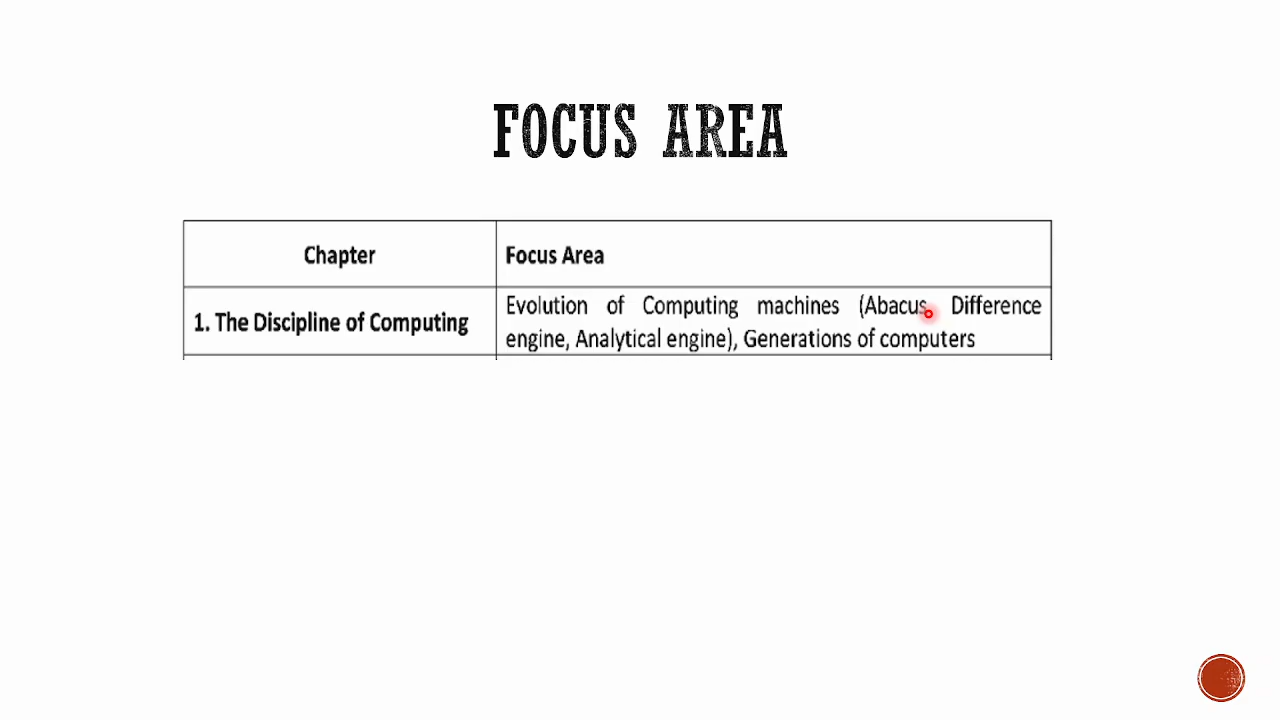 FOCUS AREA
Chapter
Focus Area
1. The Discipline of Computing
Evolution of Computing machines (Abacus, Difference
engine, Analytical engine), Generations of computers